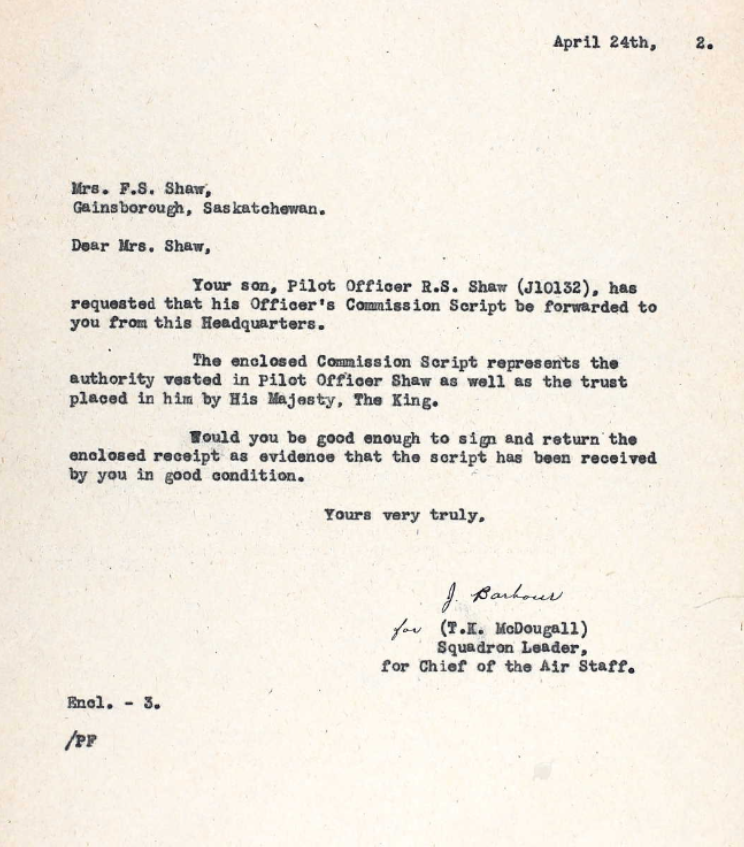 April 24th, 2.
Mrs. F.S. Shaw,
Gainsborough, Saskatchewan.
Dear Mrs. Shaw,
Your son, Pilot Officer R.S. Shaw (J10132), has
requested that his Officer's Commission Script be forwarded to
you from this Headquarters.
The enclosed Commission Script represents the
authority vested in Pilot Officer Shaw as well as the trust
placed in him by His Majesty, The King.
Would you be good enough to sign and return the
enclosed receipt as evidence that the script has been received
by you in good condition.
Yours very truly,
J. Barbour
for (T.K. McDougall)
Squadron Leader,
for Chief of the Air Staff.
Encl. - 3.
/PF